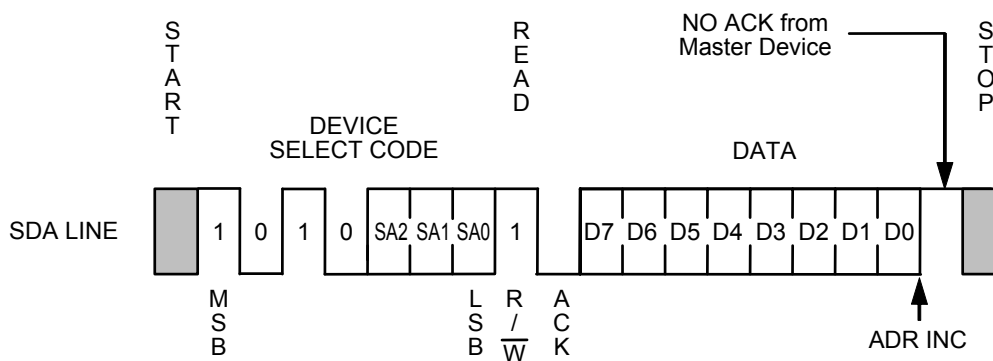 START
READ
NO ACK from
Master Device
STOP
DEVICE
SELECT CODE
DATA
SDA LINE
1 0 1 0 SA2 SA1 SA0 1 D7 D6 D5 D4 D3 D2 D1 D0
MSB
LSB
R/W
ACK
ADR INC